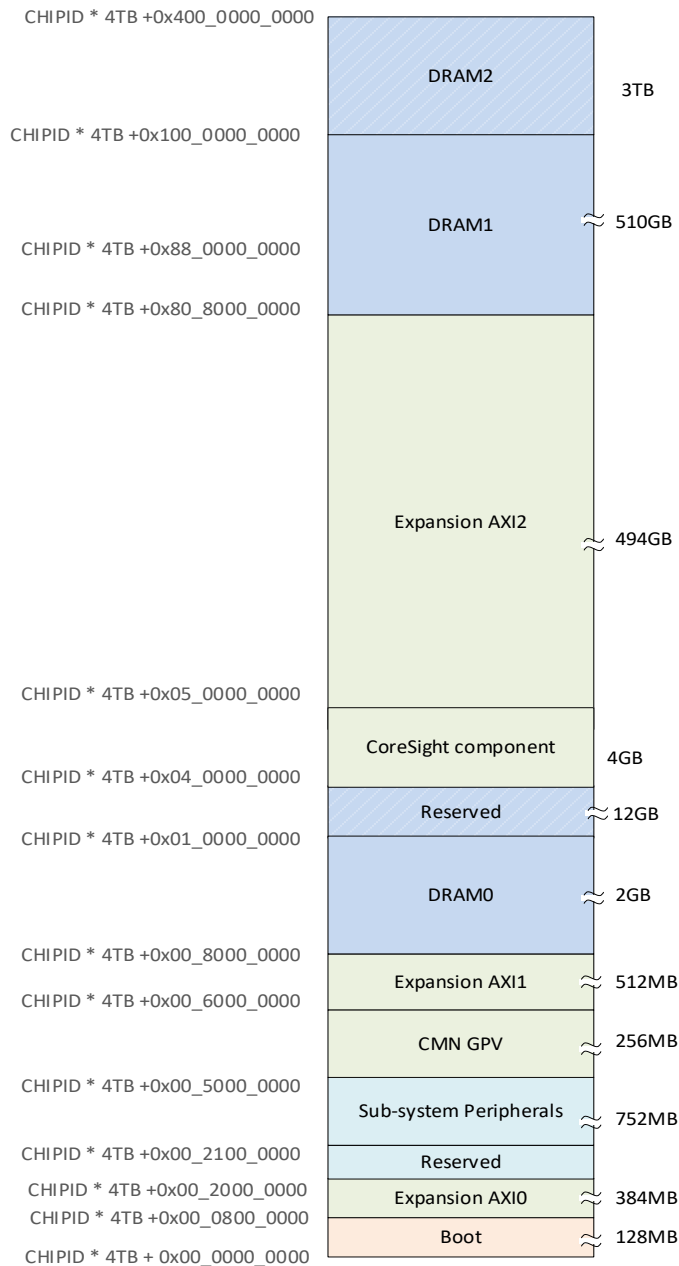 CHIPID * 4TB +0x400_0000_0000
DRAM2
3TB
CHIPID * 4TB +0x100_0000_0000
DRAM1
510GB
CHIPID * 4TB +0x88_0000_0000
CHIPID * 4TB +0x80_8000_0000
Expansion AXI2
494GB
CHIPID * 4TB +0x05_0000_0000
CoreSight component
4GB
CHIPID * 4TB +0x04_0000_0000
Reserved
12GB
CHIPID * 4TB +0x01_0000_0000
DRAM0
2GB
CHIPID * 4TB +0x00_8000_0000
Expansion AXI1
512MB
CHIPID * 4TB +0x00_6000_0000
CMN GPV
256MB
CHIPID * 4TB +0x00_5000_0000
Sub-system Peripherals
752MB
CHIPID * 4TB +0x00_2100_0000
Reserved
CHIPID * 4TB +0x00_2000_0000
Expansion AXI0
384MB
CHIPID * 4TB +0x00_0800_0000
Boot
128MB
CHIPID * 4TB + 0x00_0000_0000